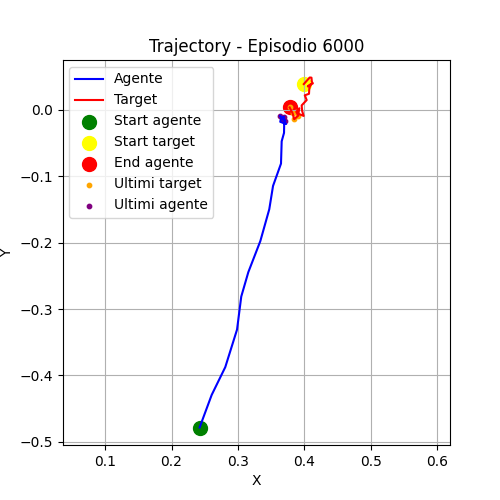 Trajectory - Episodio 6000
Agente
Target
Start agente
Start target
End agente
Ultimi target
Ultimi agente
0.0
−0.1
−0.2
−0.3
−0.4
−0.5
Y
0.1 0.2 0.3 0.4 0.5 0.6
X